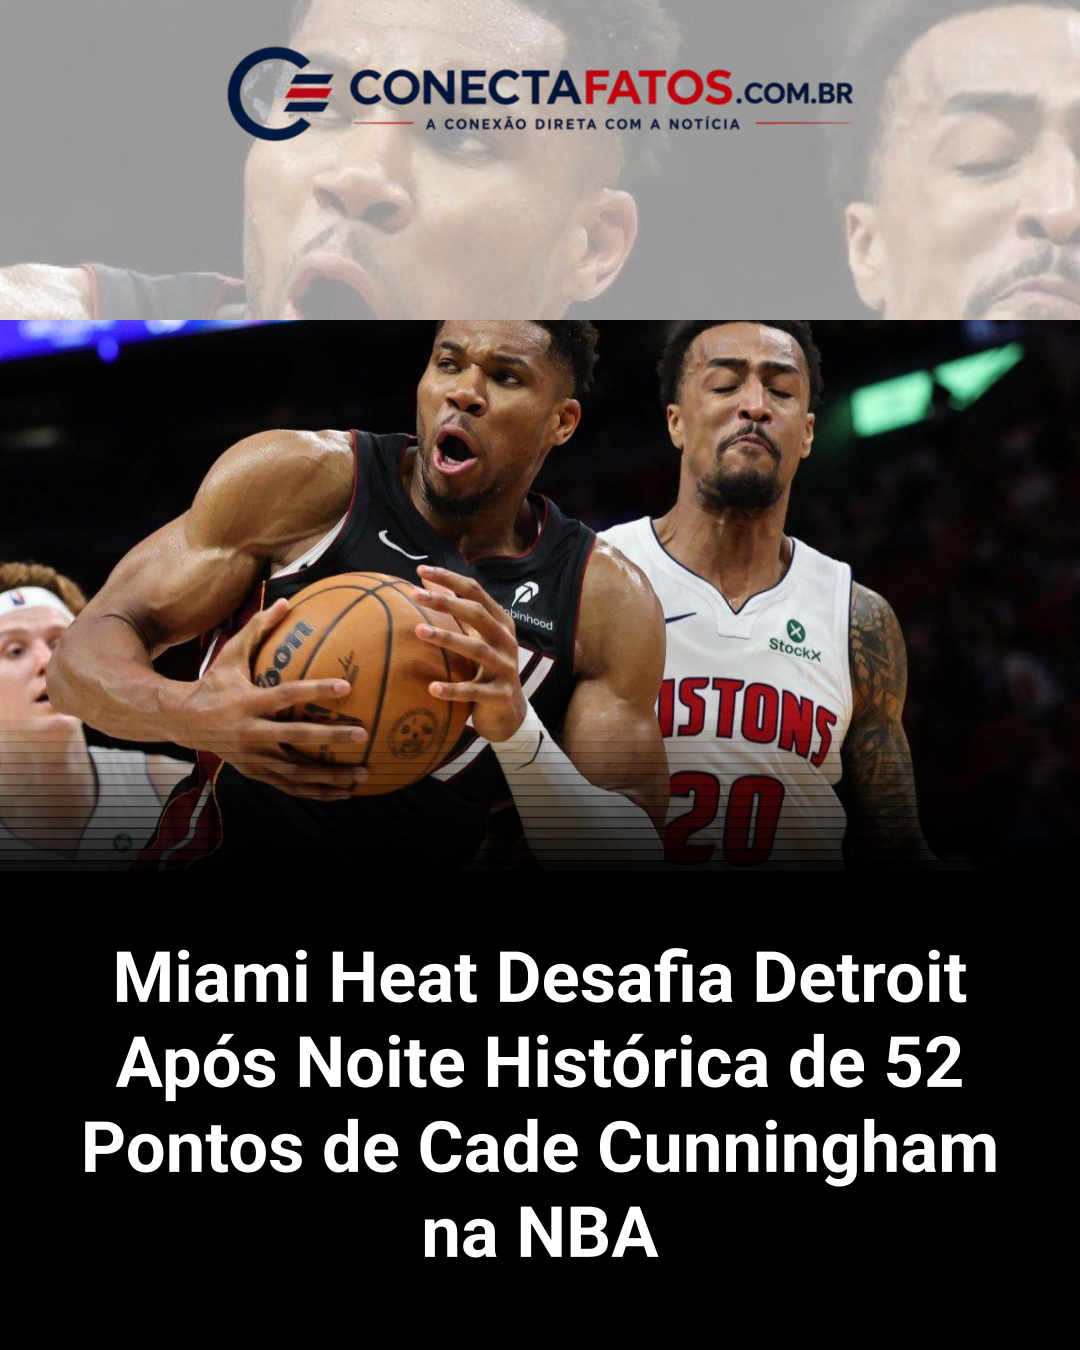 CONECTAFATOS.COM.BR
A CONEXÃO DIRETA COM A NOTÍCIA
StockX
ISTONS
20
Miami Heat Desafia Detroit
Após Noite Histórica de 52
Pontos de Cade Cunningham
na NBA